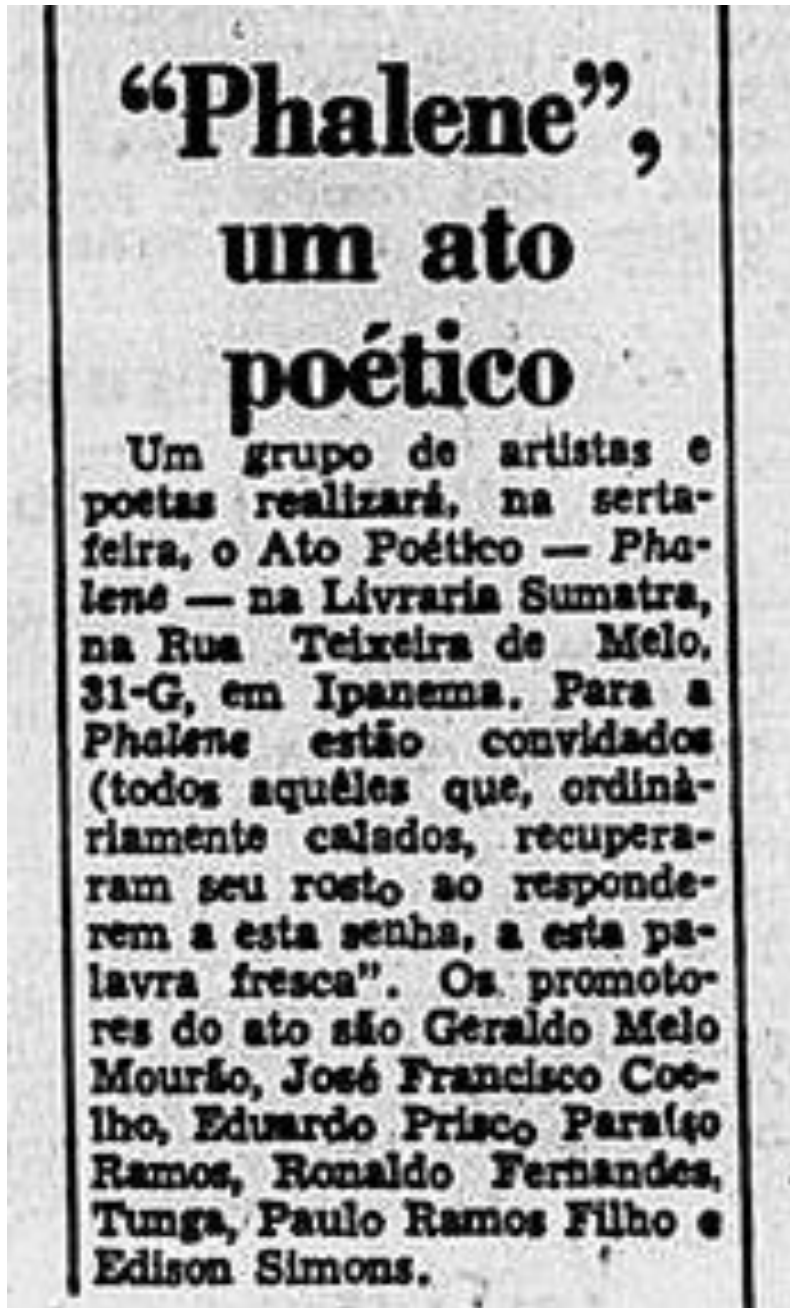 “Phalene”,
um ato
poético
Um grupo de artistas e
poetas realizará, na serta-
feira, o Ato Poético — Pha-
lene — na Livraria Sumatra,
na Rua Teixeira de Melo,
31-G, em Ipanema. Para a
Phalene estão convidados
(todos aquêles que, ordinà-
riamente calados, recupera-
ram seu rosto ao responde-
rem a esta senha, a esta pa-
lavra fresca”. Os promoto-
res do ato são Geraldo Melo
Mourão, José Francisco Coe-
lho, Eduardo Prisco Paraíso
Ramos, Ronaldo Fernandes,
Tunga, Paulo Ramos Filho e
Edison Simons.